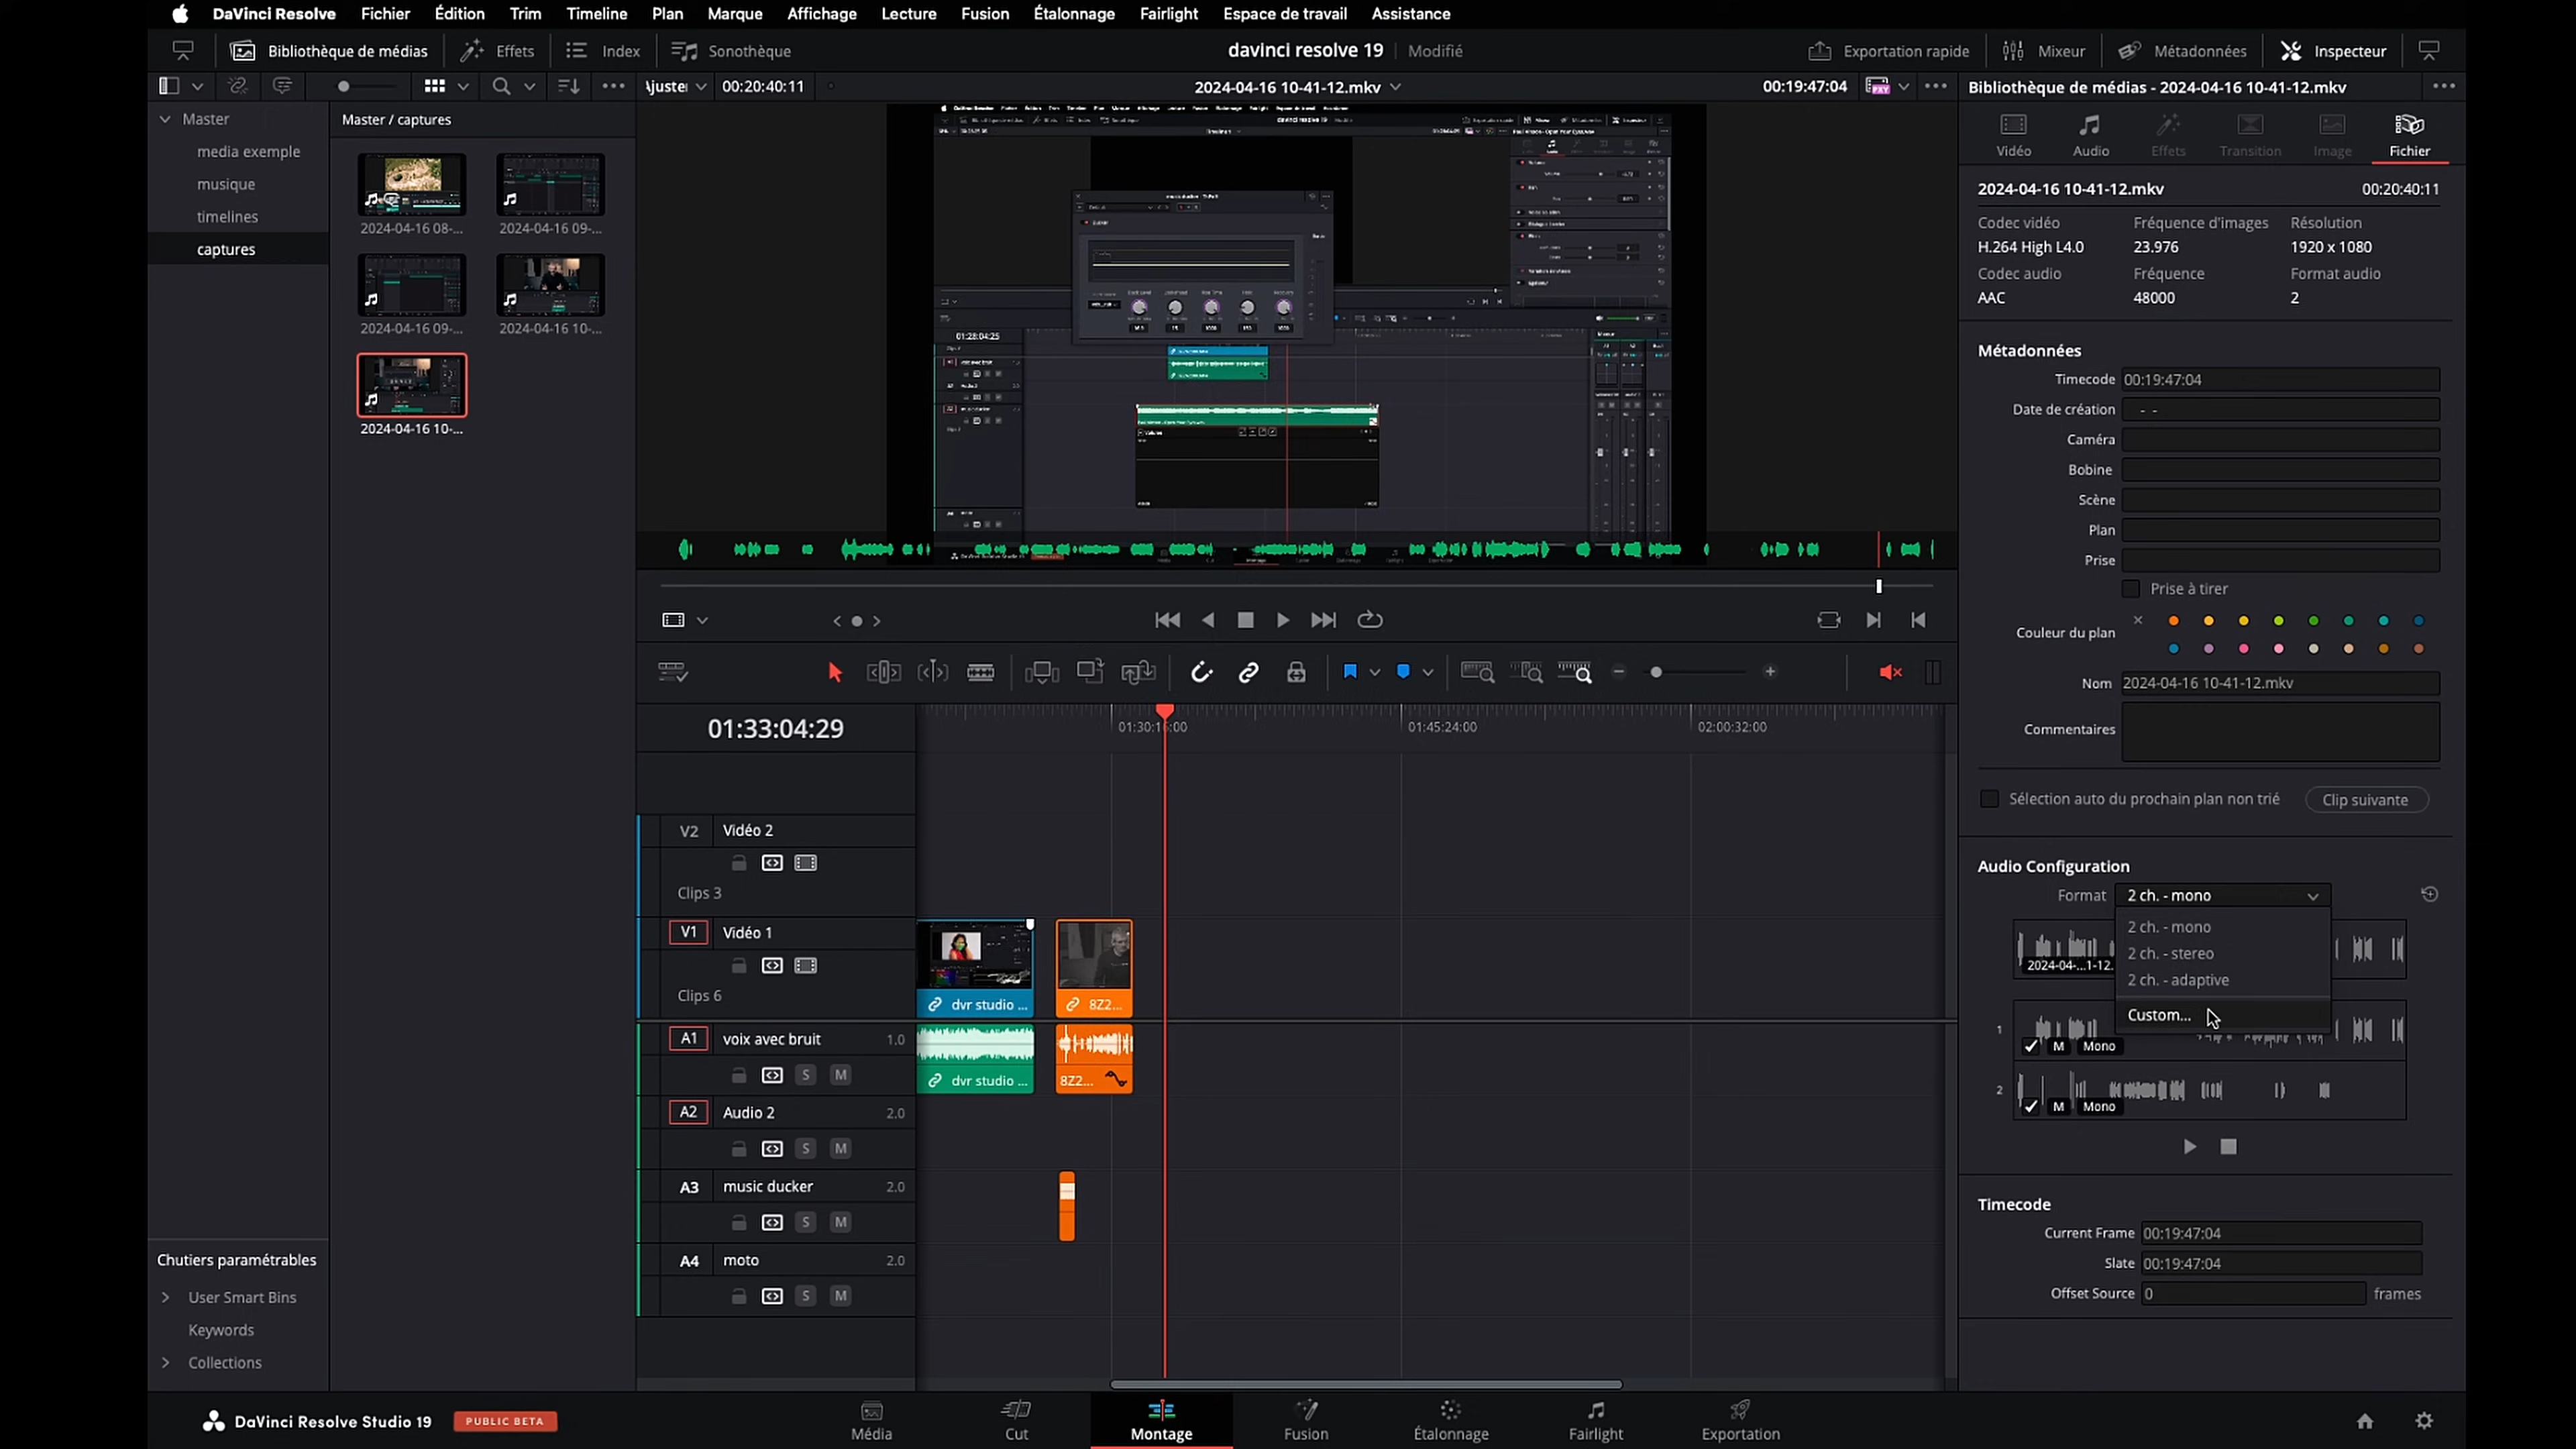 DaVinci Resolve Fichier Édition Trim Timeline Plan Marque Affichage Lecture Fusion Étalonnage Fairlight Espace de travail Assistance
Bibliothèque de médias Effets Index Sonothèque davinci resolve 19 Modifié Exportation rapide Mixeur Métadonnées Inspecteur
00:20:40:11 2024-04-16 10-41-12.mkv 00:19:47:04 PXY Bibliothèque de médias - 2024-04-16 10-41-12.mkv
Master
media exemple
musique
timelines
captures
Master / captures
2024-04-16 08-...
2024-04-16 09-...
2024-04-16 09-...
2024-04-16 10-...
2024-04-16 10-...
Chutiers paramétrables
User Smart Bins
Keywords
Collections
01:33:04:29
01:30:16:00
01:45:24:00
02:00:32:00
V2 Vidéo 2
Clips 3
V1 Vidéo 1
Clips 6
A1 voix avec bruit 1.0
S M
A2 Audio 2 2.0
S M
A3 music ducker 2.0
S M
A4 moto 2.0
S M
dvr studio ...
8Z2...
dvr studio ...
8Z2...
Vidéo Audio Effets Transition Image Fichier
2024-04-16 10-41-12.mkv 00:20:40:11
Codec vidéo Fréquence d'images Résolution
H.264 High L4.0 23.976 1920 x 1080
Codec audio Fréquence Format audio
AAC 48000 2
Métadonnées
Timecode 00:19:47:04
Date de création - -
Caméra
Bobine
Scène
Plan
Prise
Prise à tirer
Couleur du plan
Nom 2024-04-16 10-41-12.mkv
Commentaires
Sélection auto du prochain plan non trié Clip suivante
Audio Configuration
Format 2 ch. - mono
2 ch. - mono
2 ch. - stereo
2 ch. - adaptive
Custom...
2024-04-...1-12.
1
M Mono
2
M Mono
Timecode
Current Frame 00:19:47:04
Slate 00:19:47:04
Offset Source 0 frames
DaVinci Resolve Studio 19 PUBLIC BETA
Média Cut Montage Fusion Étalonnage Fairlight Exportation